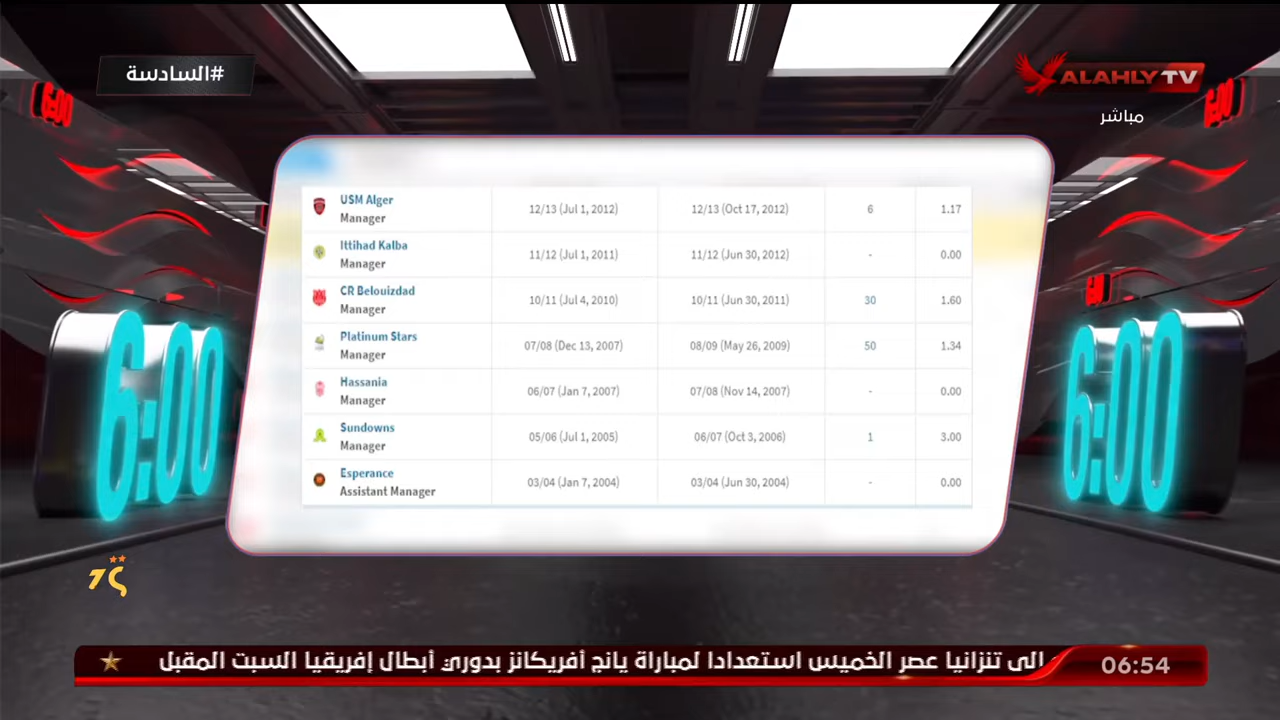 #السادسة
ALAHLY TV
مباشر
6:00
6:00
6:00
USM Alger
Manager
12/13 (Jul 1, 2012)
12/13 (Oct 17, 2012)
6
1.17
Ittihad Kalba
Manager
11/12 (Jul 1, 2011)
11/12 (Jun 30, 2012)
-
0.00
CR Belouizdad
Manager
10/11 (Jul 4, 2010)
10/11 (Jun 30, 2011)
30
1.60
Platinum Stars
Manager
07/08 (Dec 13, 2007)
08/09 (May 26, 2009)
50
1.34
Hassania
Manager
06/07 (Jan 7, 2007)
07/08 (Nov 14, 2007)
-
0.00
Sundowns
Manager
05/06 (Jul 1, 2005)
06/07 (Oct 3, 2006)
1
3.00
Esperance
Assistant Manager
03/04 (Jan 7, 2004)
03/04 (Jun 30, 2004)
-
0.00
6:00
الى تنزانيا عصر الخميس استعدادا لمباراة يانج أفريكانز بدوري أبطال إفريقيا السبت المقبل
06:54